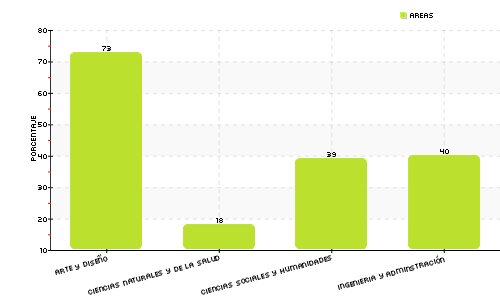 AREAS
80
70
60
50
40
30
20
10
PORCENTAJE
73
18
39
40
ARTE Y DISEÑO
CIENCIAS NATURALES Y DE LA SALUD
CIENCIAS SOCIALES Y HUMANIDADES
INGENIERIA Y ADMINSTRACIÓN